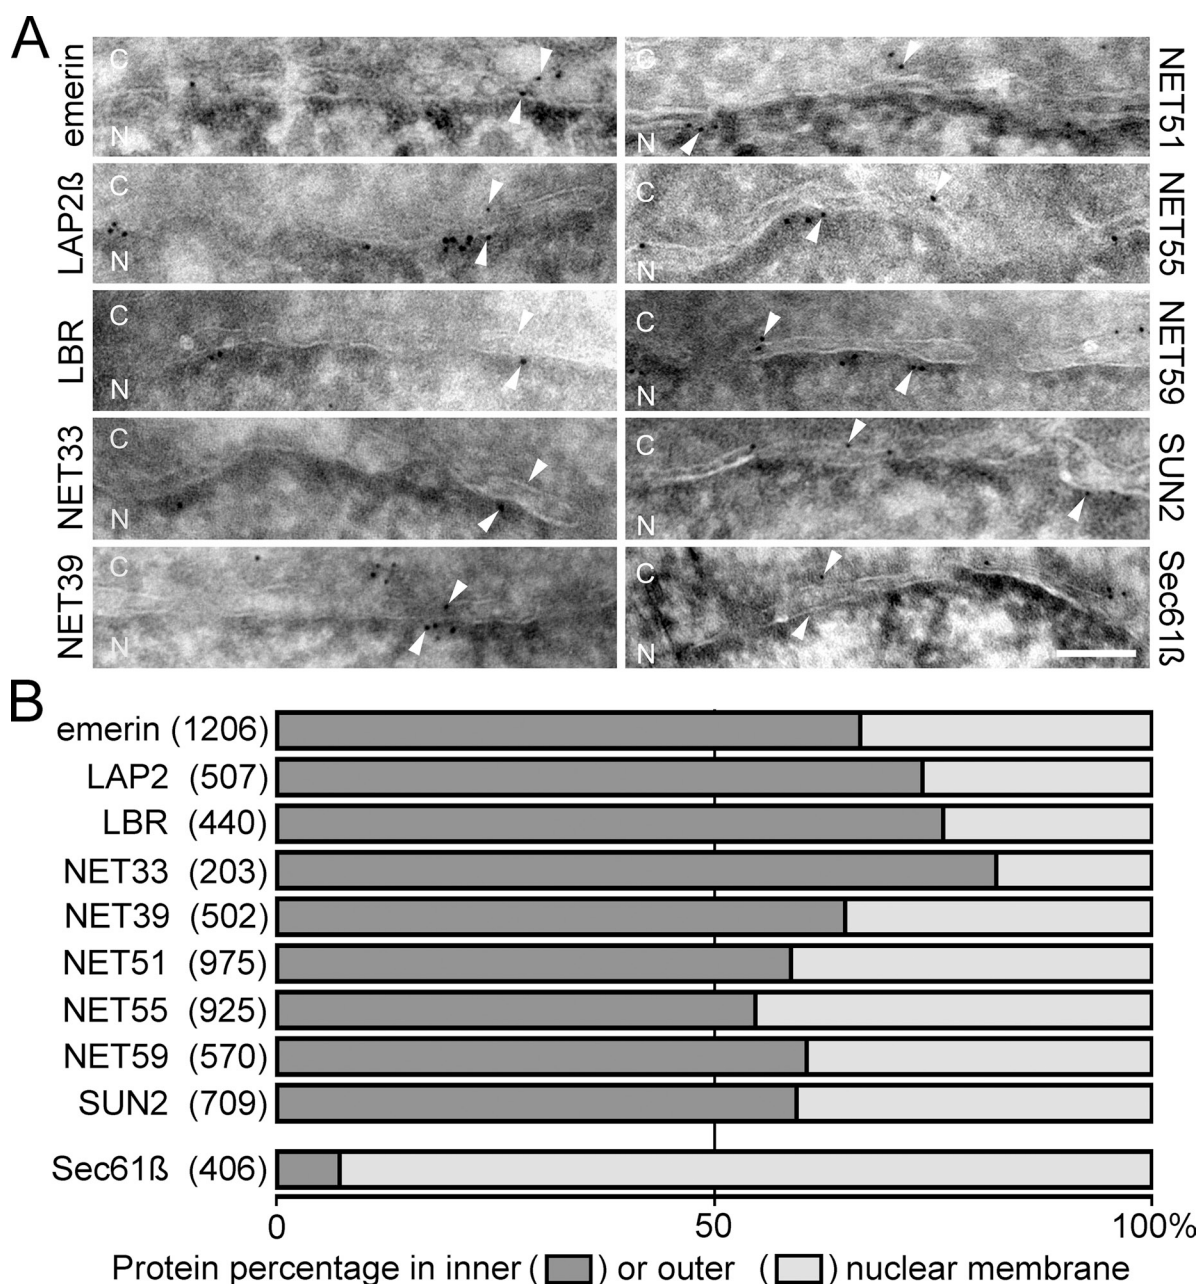 A
emerin
C
N
LAP2ß
C
N
LBR
C
N
NET33
C
N
NET39
C
N
NET51
C
N
NET55
C
N
NET59
C
N
SUN2
C
N
Sec61ß
C
N
B
emerin (1206)
LAP2 (507)
LBR (440)
NET33 (203)
NET39 (502)
NET51 (975)
NET55 (925)
NET59 (570)
SUN2 (709)
Sec61ß (406)
0 50 100%
Protein percentage in inner ( ) or outer ( ) nuclear membrane